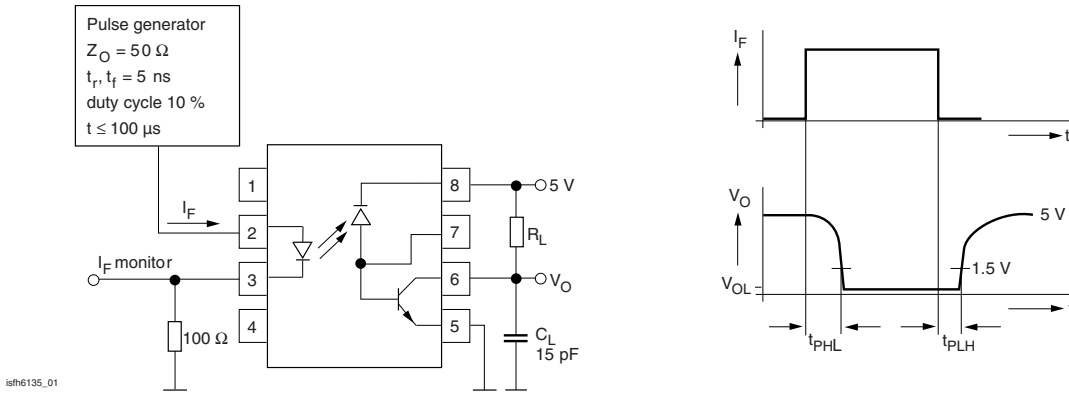 Pulse generator
Z_O = 50 Ω
t_r, t_f = 5 ns
duty cycle 10 %
t ≤ 100 μs
I_F
I_F monitor
100 Ω
1
2
3
4
8
7
6
5
5 V
R_L
V_O
C_L
15 pF
isfh6135_01
I_F
t
V_O
5 V
1.5 V
V_OL
t_PHL
t_PLH